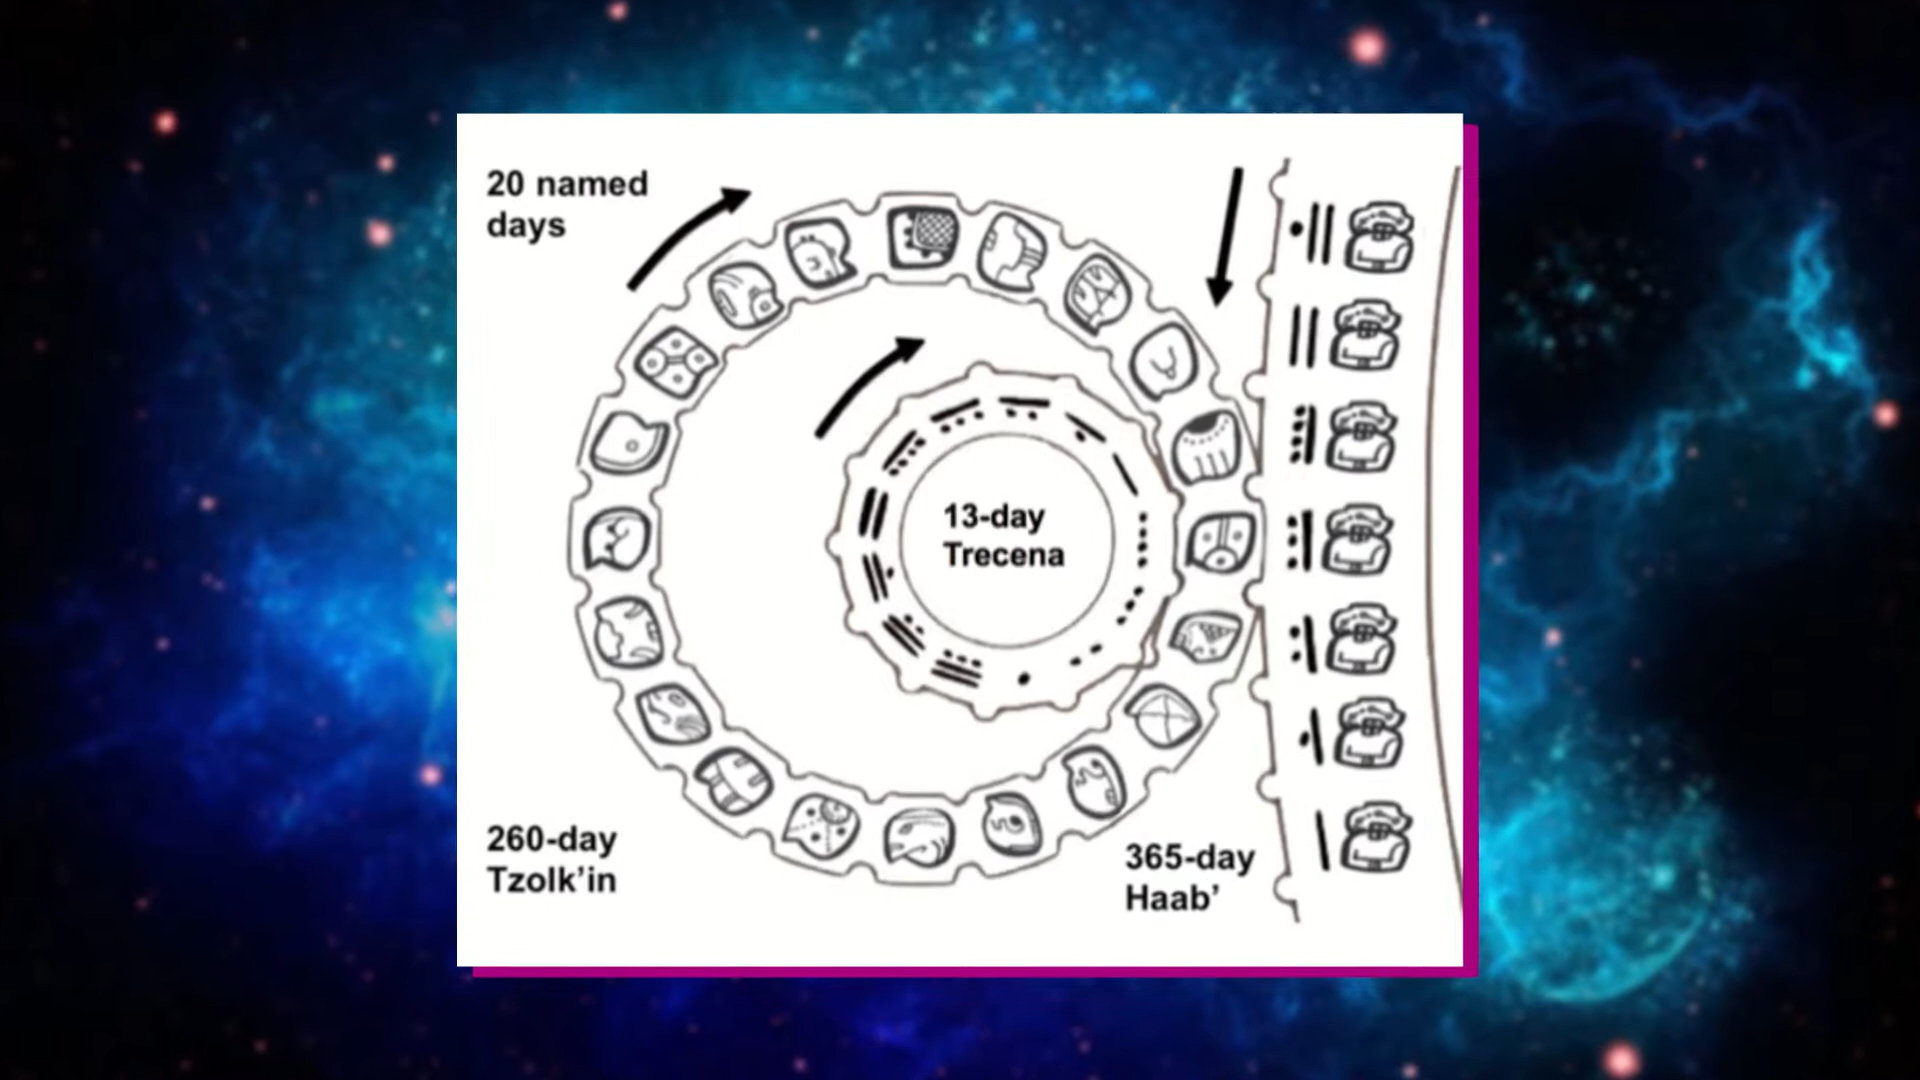 20 named
days
13-day
Trecena
260-day
Tzolk’in
365-day
Haab’